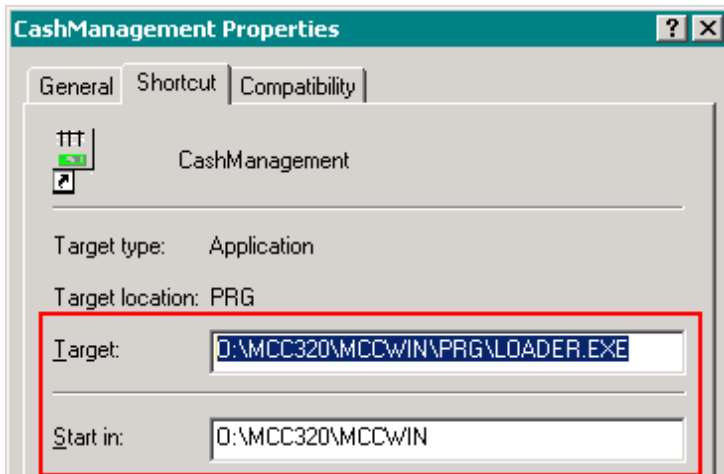 CashManagement Properties
General Shortcut Compatibility
CashManagement
Target type: Application
Target location: PRG
Target: O:\MCC320\MCCWIN\PRG\LOADER.EXE
Start in: O:\MCC320\MCCWIN